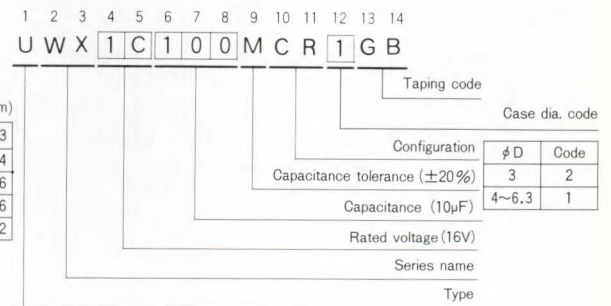 1 2 3 4 5 6 7 8 9 10 11 12 13 14
U W X 1 C 1 0 0 M C R 1 G B
Taping code
Case dia. code
m)
3
4
6
6
2
Configuration
Capacitance tolerance (±20%)
Capacitance (10μF)
Rated voltage (16V)
Series name
Type
φD Code
3 2
4~6.3 1